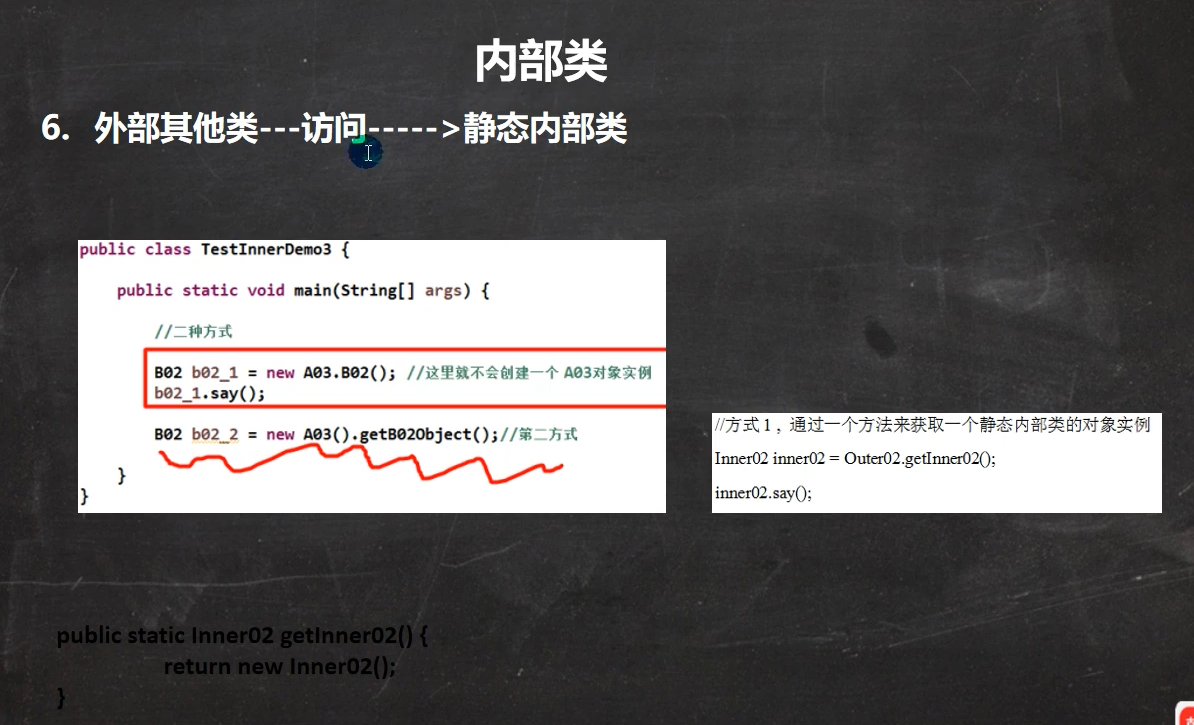 内部类
6. 外部其他类---访问----->静态内部类
public class TestInnerDemo3 {
public static void main(String[] args) {
//二种方式
B02 b02_1 = new A03.B02(); //这里就不会创建一个 A03对象实例
b02_1.say();
B02 b02_2 = new A03().getB02Object();//第二方式
}
}
//方式 1 ，通过一个方法来获取一个静态内部类的对象实例
Inner02 inner02 = Outer02.getInner02();
inner02.say();
public static Inner02 getInner02() {
return new Inner02();
}